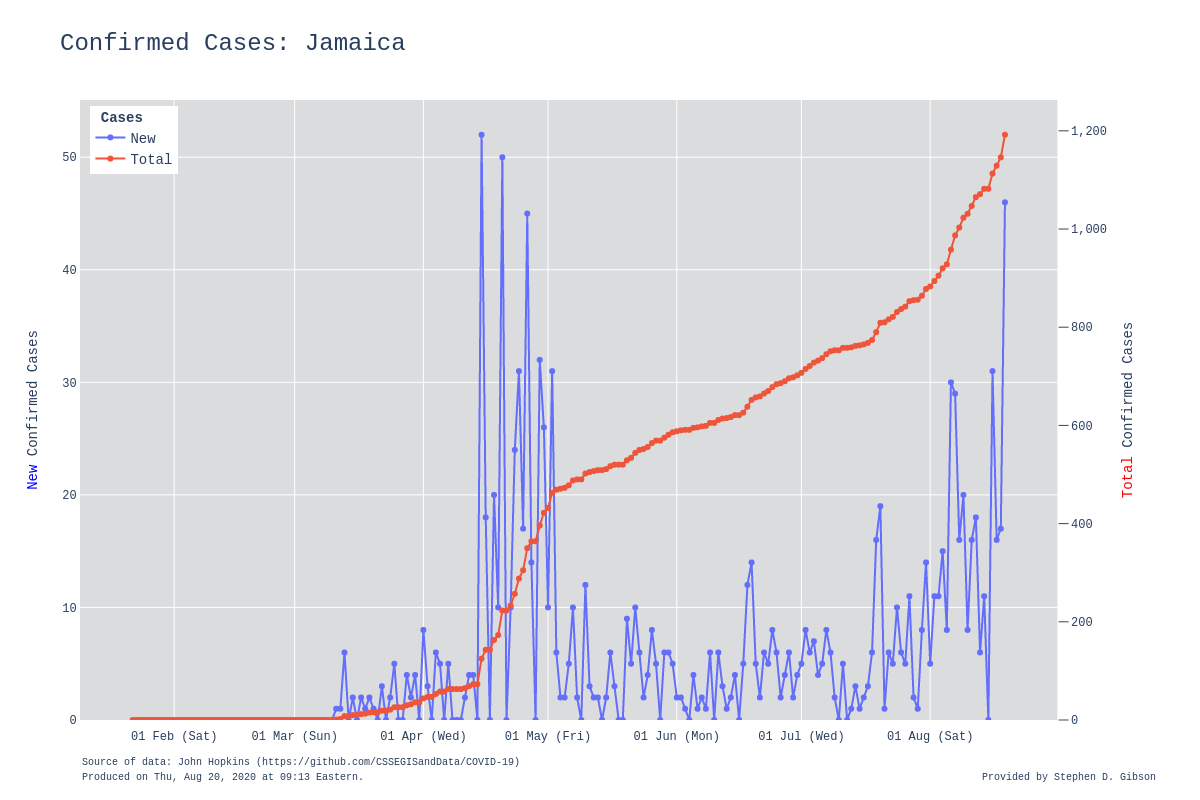 Confirmed Cases: Jamaica
Cases
New
Total
50
40
30
20
10
0
1,200
1,000
800
600
400
200
0
New Confirmed Cases
Total Confirmed Cases
01 Feb (Sat) 01 Mar (Sun) 01 Apr (Wed) 01 May (Fri) 01 Jun (Mon) 01 Jul (Wed) 01 Aug (Sat)
Source of data: John Hopkins (https://github.com/CSSEGISandData/COVID-19)
Produced on Thu, Aug 20, 2020 at 09:13 Eastern.
Provided by Stephen D. Gibson